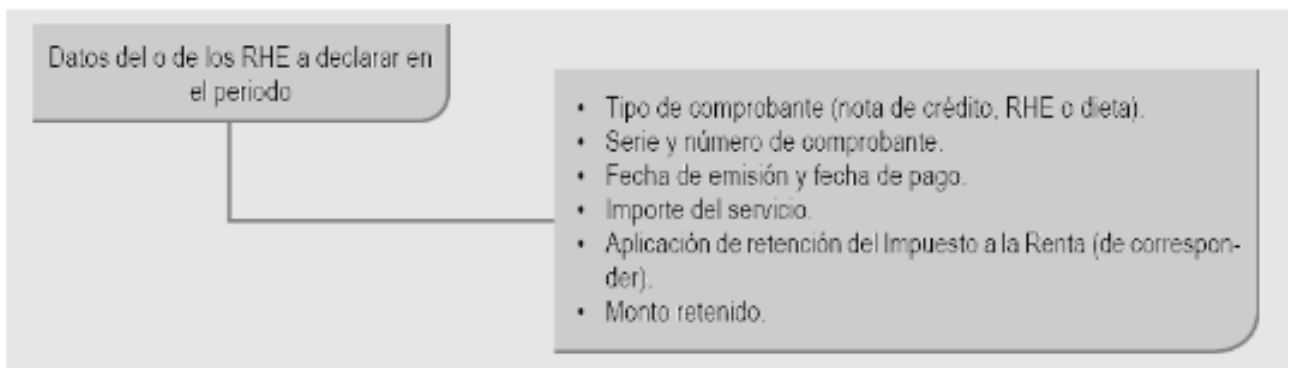 Datos del o de los RHE a declarar en
el periodo
• Tipo de comprobante (nota de crédito, RHE o dieta).
• Serie y número de comprobante.
• Fecha de emisión y fecha de pago.
• Importe del servicio.
• Aplicación de retención del Impuesto a la Renta (de correspon-
der).
• Monto retenido.